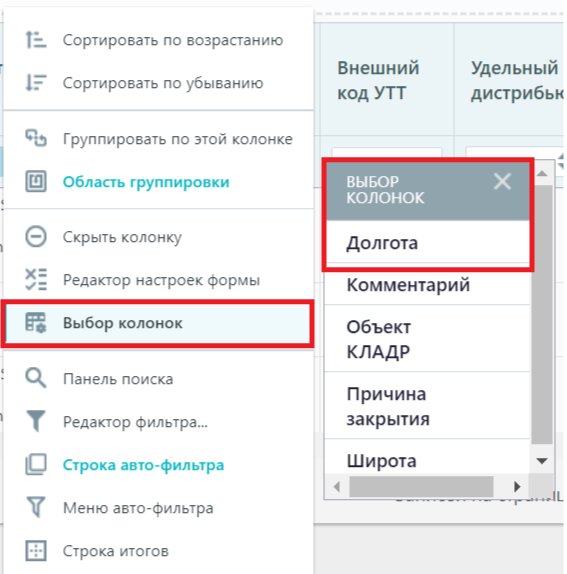 Сортировать по возрастанию
Сортировать по убыванию
Группировать по этой колонке
Область группировки
Скрыть колонку
Редактор настроек формы
Выбор колонок
Панель поиска
Редактор фильтра...
Строка авто-фильтра
Меню авто-фильтра
Строка итогов
Внешний
код УТТ
Удельный
ВЫБОР
КОЛОНОК
Долгота
Комментарий
Объект
КЛАДР
Причина
закрытия
Широта